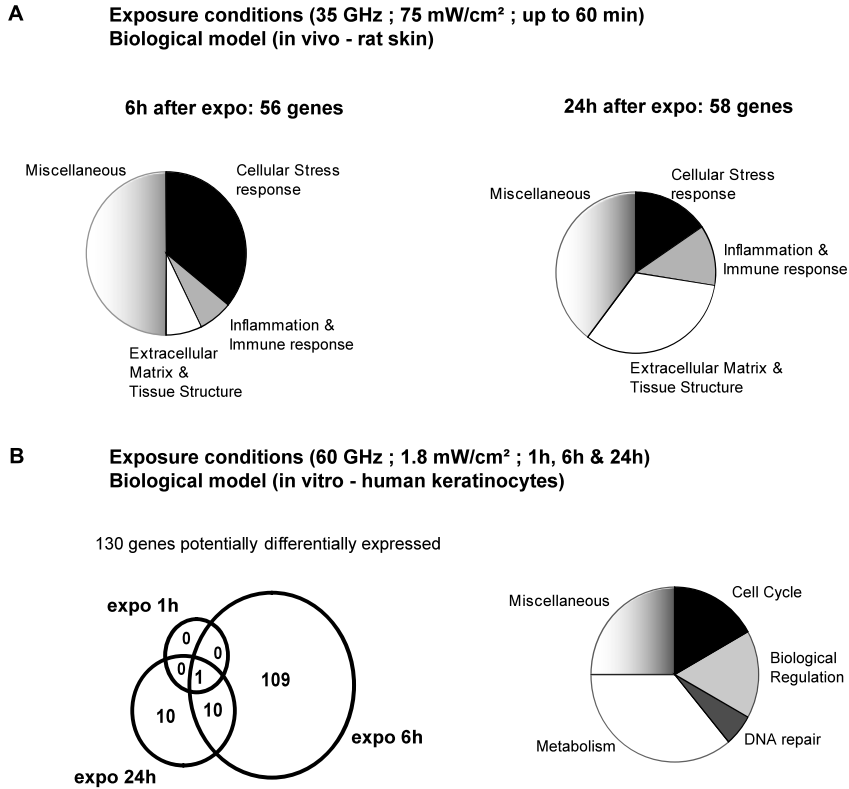 A
Exposure conditions (35 GHz ; 75 mW/cm² ; up to 60 min)
Biological model (in vivo - rat skin)
6h after expo: 56 genes
Miscellaneous
Cellular Stress
response
Inflammation &
Immune response
Extracellular
Matrix &
Tissue Structure
24h after expo: 58 genes
Miscellaneous
Cellular Stress
response
Inflammation &
Immune response
Extracellular Matrix &
Tissue Structure
B
Exposure conditions (60 GHz ; 1.8 mW/cm² ; 1h, 6h & 24h)
Biological model (in vitro - human keratinocytes)
130 genes potentially differentially expressed
expo 1h
0
0
0
1
109
10
10
expo 6h
expo 24h
Miscellaneous
Cell Cycle
Biological
Regulation
DNA repair
Metabolism